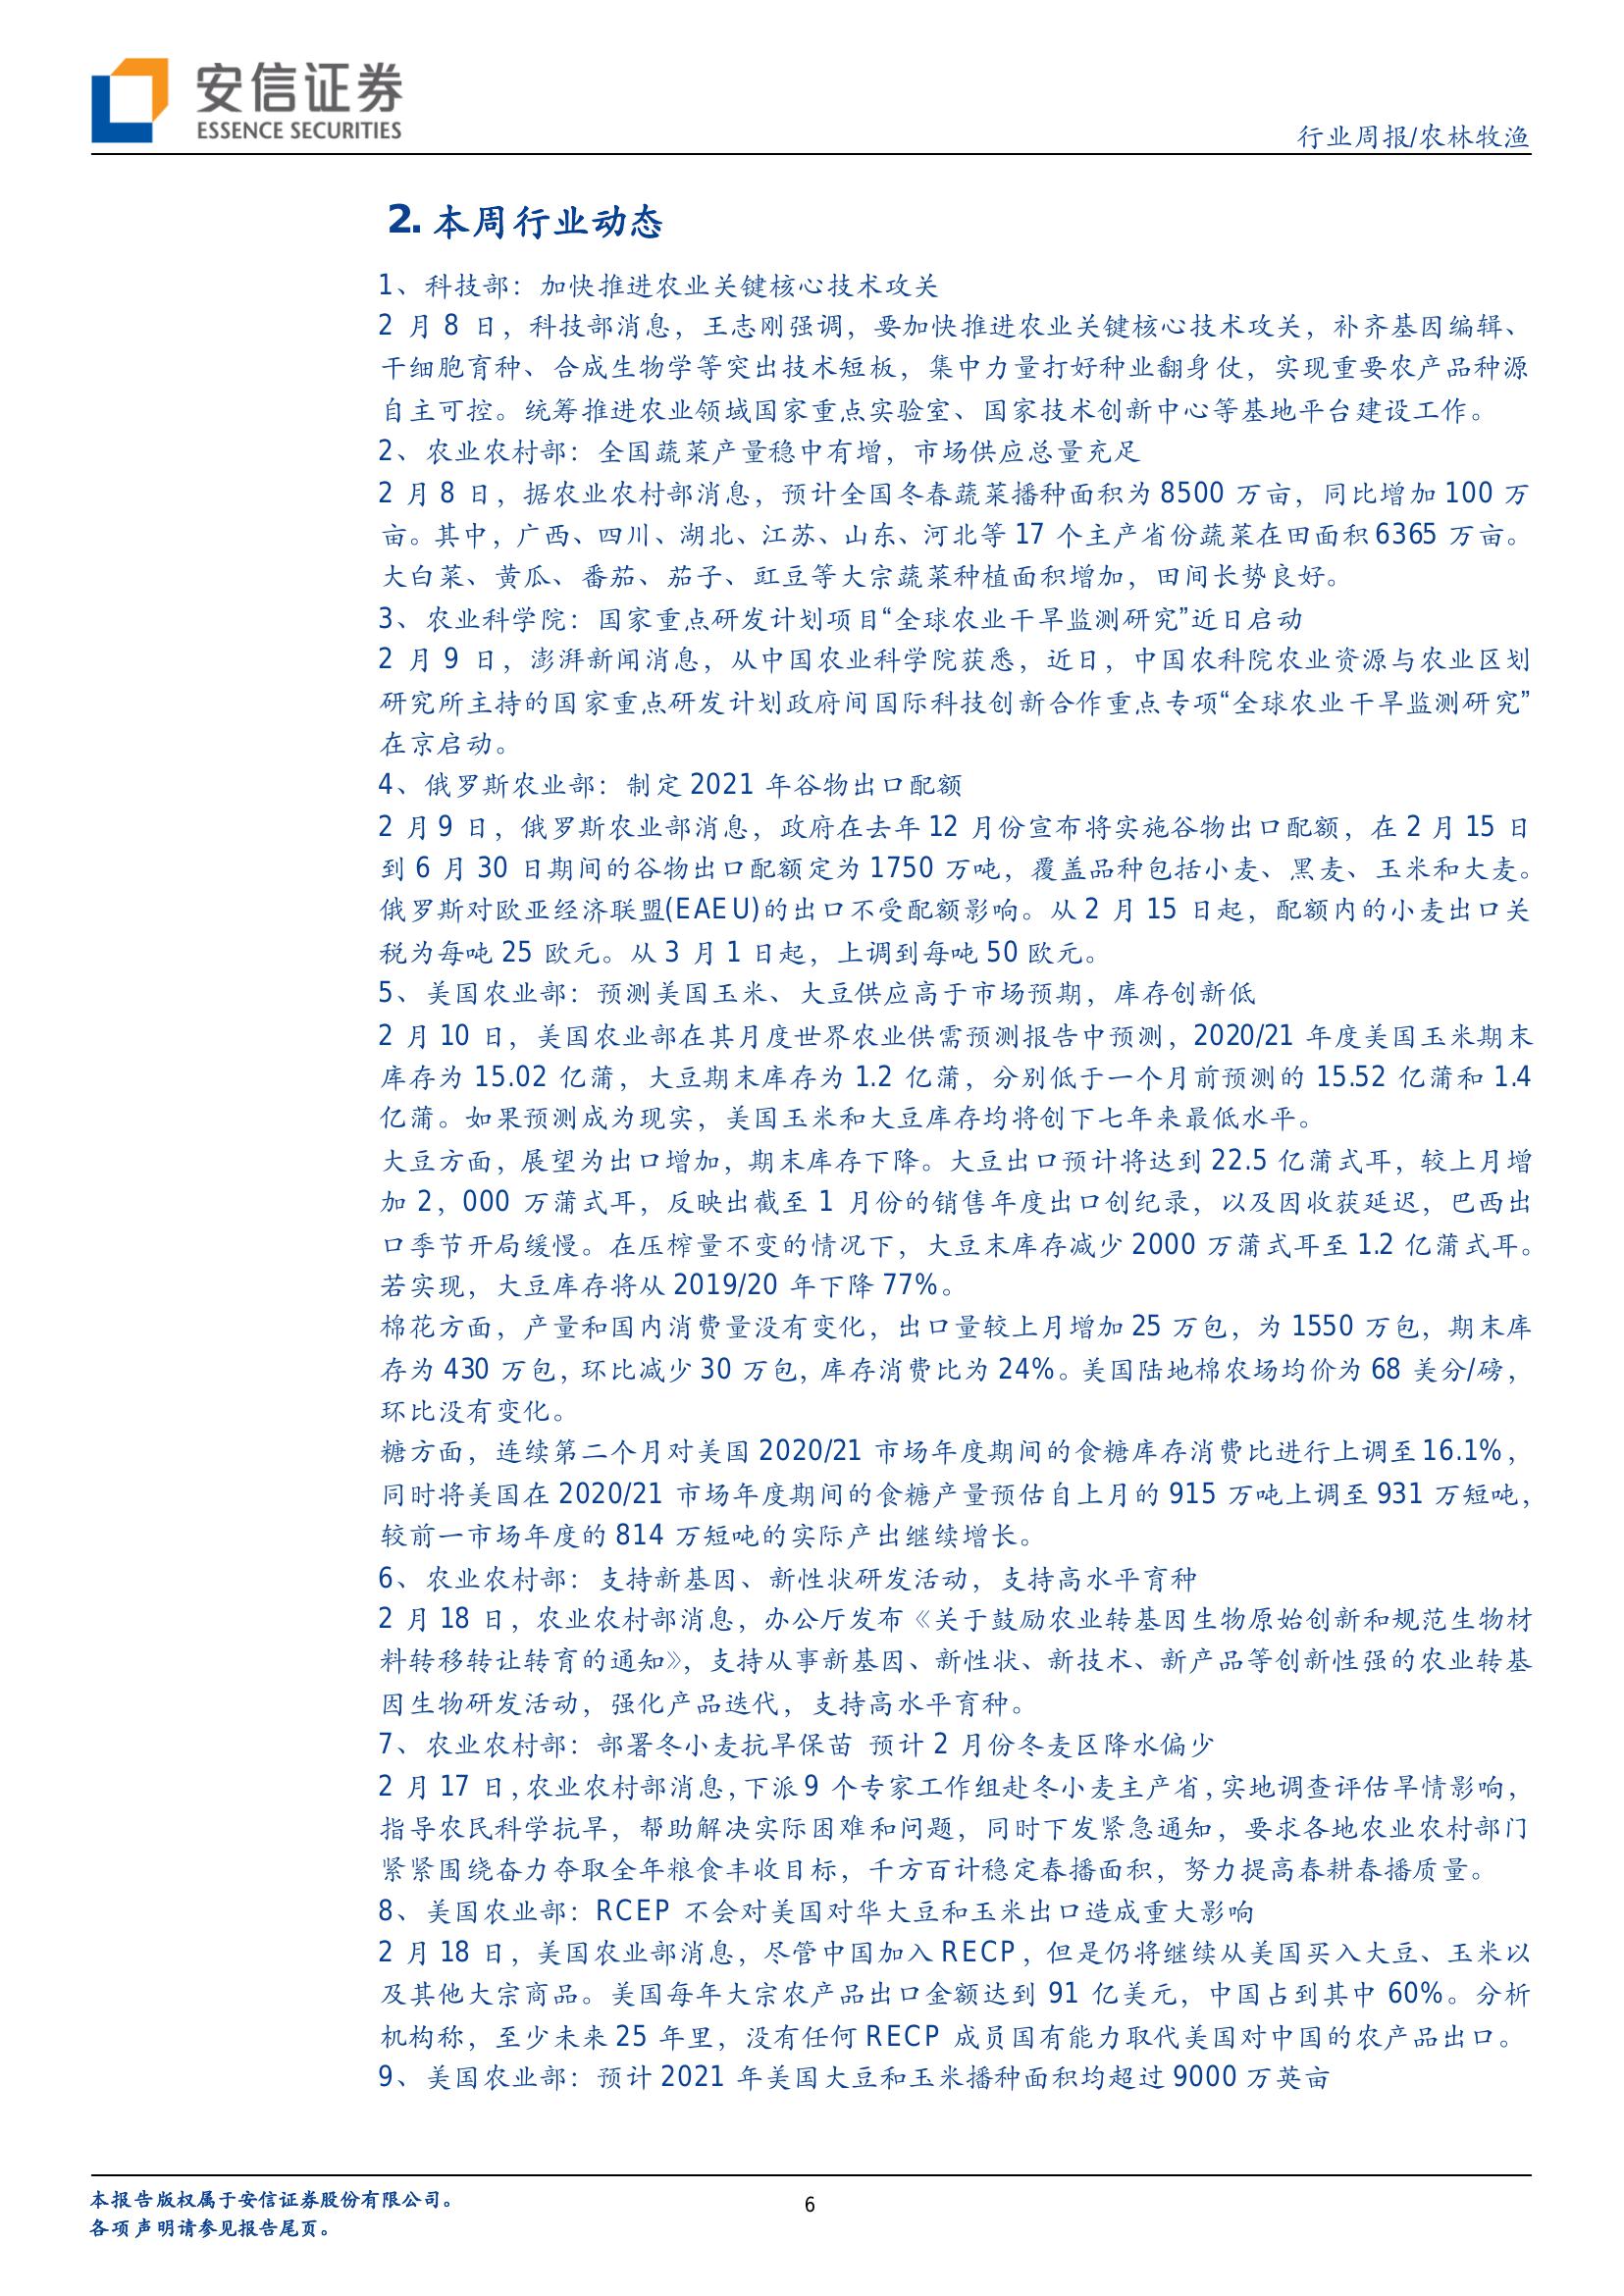 安信证券
ESSENCE SECURITIES
行业周报/农林牧渔
2. 本周行业动态
1、科技部：加快推进农业关键核心技术攻关
2 月 8 日，科技部消息，王志刚强调，要加快推进农业关键核心技术攻关，补齐基因编辑、
干细胞育种、合成生物学等突出技术短板，集中力量打好种业翻身仗，实现重要农产品种源
自主可控。统筹推进农业领域国家重点实验室、国家技术创新中心等基地平台建设工作。
2、农业农村部：全国蔬菜产量稳中有增，市场供应总量充足
2 月 8 日，据农业农村部消息，预计全国冬春蔬菜播种面积为 8500 万亩，同比增加 100 万
亩。其中，广西、四川、湖北、江苏、山东、河北等 17 个主产省份蔬菜在田面积 6365 万亩。
大白菜、黄瓜、番茄、茄子、豇豆等大宗蔬菜种植面积增加，田间长势良好。
3、农业科学院：国家重点研发计划项目“全球农业干旱监测研究”近日启动
2 月 9 日，澎湃新闻消息，从中国农业科学院获悉，近日，中国农科院农业资源与农业区划
研究所主持的国家重点研发计划政府间国际科技创新合作重点专项“全球农业干旱监测研究”
在京启动。
4、俄罗斯农业部：制定 2021 年谷物出口配额
2 月 9 日，俄罗斯农业部消息，政府在去年 12 月份宣布将实施谷物出口配额，在 2 月 15 日
到 6 月 30 日期间的谷物出口配额定为 1750 万吨，覆盖品种包括小麦、黑麦、玉米和大麦。
俄罗斯对欧亚经济联盟(EAEU)的出口不受配额影响。从 2 月 15 日起，配额内的小麦出口关
税为每吨 25 欧元。从 3 月 1 日起，上调到每吨 50 欧元。
5、美国农业部：预测美国玉米、大豆供应高于市场预期，库存创新低
2 月 10 日，美国农业部在其月度世界农业供需预测报告中预测，2020/21 年度美国玉米期末
库存为 15.02 亿蒲，大豆期末库存为 1.2 亿蒲，分别低于一个月前预测的 15.52 亿蒲和 1.4
亿蒲。如果预测成为现实，美国玉米和大豆库存均将创下七年来最低水平。
大豆方面，展望为出口增加，期末库存下降。大豆出口预计将达到 22.5 亿蒲式耳，较上月增
加 2，000 万蒲式耳，反映出截至 1 月份的销售年度出口创纪录，以及因收获延迟，巴西出
口季节开局缓慢。在压榨量不变的情况下，大豆末库存减少 2000 万蒲式耳至 1.2 亿蒲式耳。
若实现，大豆库存将从 2019/20 年下降 77%。
棉花方面，产量和国内消费量没有变化，出口量较上月增加 25 万包，为 1550 万包，期末库
存为 430 万包，环比减少 30 万包，库存消费比为 24%。美国陆地棉农场均价为 68 美分/磅，
环比没有变化。
糖方面，连续第二个月对美国 2020/21 市场年度期间的食糖库存消费比进行上调至 16.1%，
同时将美国在 2020/21 市场年度期间的食糖产量预估自上月的 915 万吨上调至 931 万短吨，
较前一市场年度的 814 万短吨的实际产出继续增长。
6、农业农村部：支持新基因、新性状研发活动，支持高水平育种
2 月 18 日，农业农村部消息，办公厅发布《关于鼓励农业转基因生物原始创新和规范生物材
料转移转让转育的通知》，支持从事新基因、新性状、新技术、新产品等创新性强的农业转基
因生物研发活动，强化产品迭代，支持高水平育种。
7、农业农村部：部署冬小麦抗旱保苗 预计 2 月份冬麦区降水偏少
2 月 17 日，农业农村部消息，下派 9 个专家工作组赴冬小麦主产省，实地调查评估旱情影响，
指导农民科学抗旱，帮助解决实际困难和问题，同时下发紧急通知，要求各地农业农村部门
紧紧围绕奋力夺取全年粮食丰收目标，千方百计稳定春播面积，努力提高春耕春播质量。
8、美国农业部：RCEP 不会对美国对华大豆和玉米出口造成重大影响
2 月 18 日，美国农业部消息，尽管中国加入 RECP，但是仍将继续从美国买入大豆、玉米以
及其他大宗商品。美国每年大宗农产品出口金额达到 91 亿美元，中国占到其中 60%。分析
机构称，至少未来 25 年里，没有任何 RECP 成员国有能力取代美国对中国的农产品出口。
9、美国农业部：预计 2021 年美国大豆和玉米播种面积均超过 9000 万英亩
本报告版权属于安信证券股份有限公司。
各项声明请参见报告尾页。
6